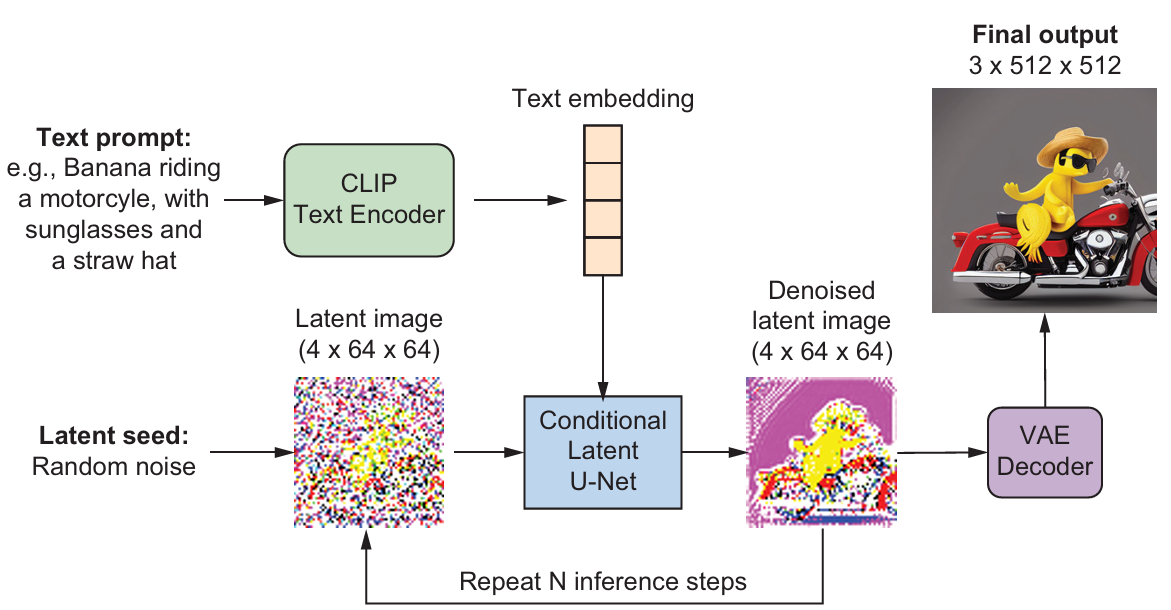 Final output
3 x 512 x 512
Text embedding
Text prompt:
e.g., Banana riding
a motorcyle, with
sunglasses and
a straw hat
CLIP
Text Encoder
Latent image
(4 x 64 x 64)
Denoised
latent image
(4 x 64 x 64)
Latent seed:
Random noise
Conditional
Latent
U-Net
VAE
Decoder
Repeat N inference steps